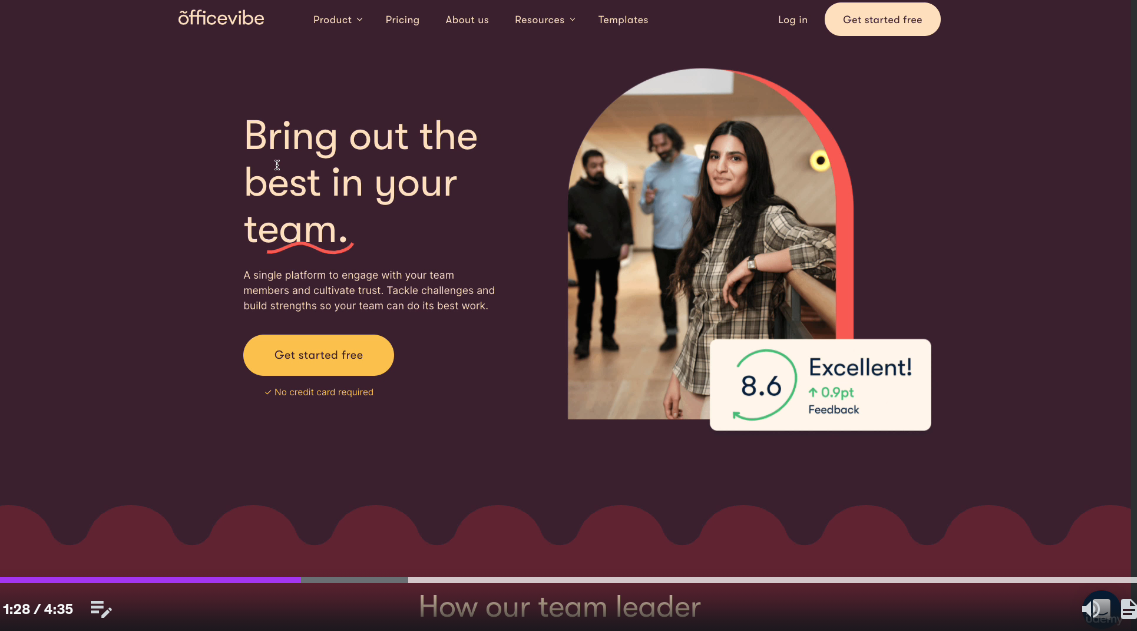 õfficevibe
Product
Pricing
About us
Resources
Templates
Log in
Get started free
Bring out the
best in your
team.
A single platform to engage with your team
members and cultivate trust. Tackle challenges and
build strengths so your team can do its best work.
Get started free
✓ No credit card required
8.6
Excellent!
↑ 0.9pt
Feedback
How our team leader
1:28 / 4:35
udemy